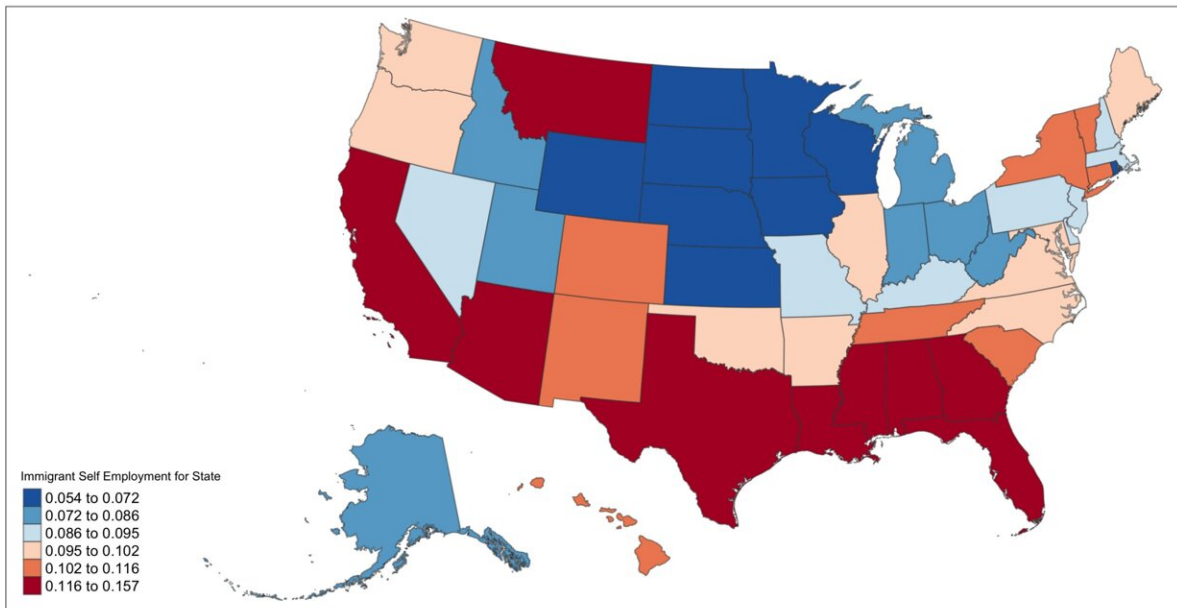 Immigrant Self Employment for State
0.054 to 0.072
0.072 to 0.086
0.086 to 0.095
0.095 to 0.102
0.102 to 0.116
0.116 to 0.157